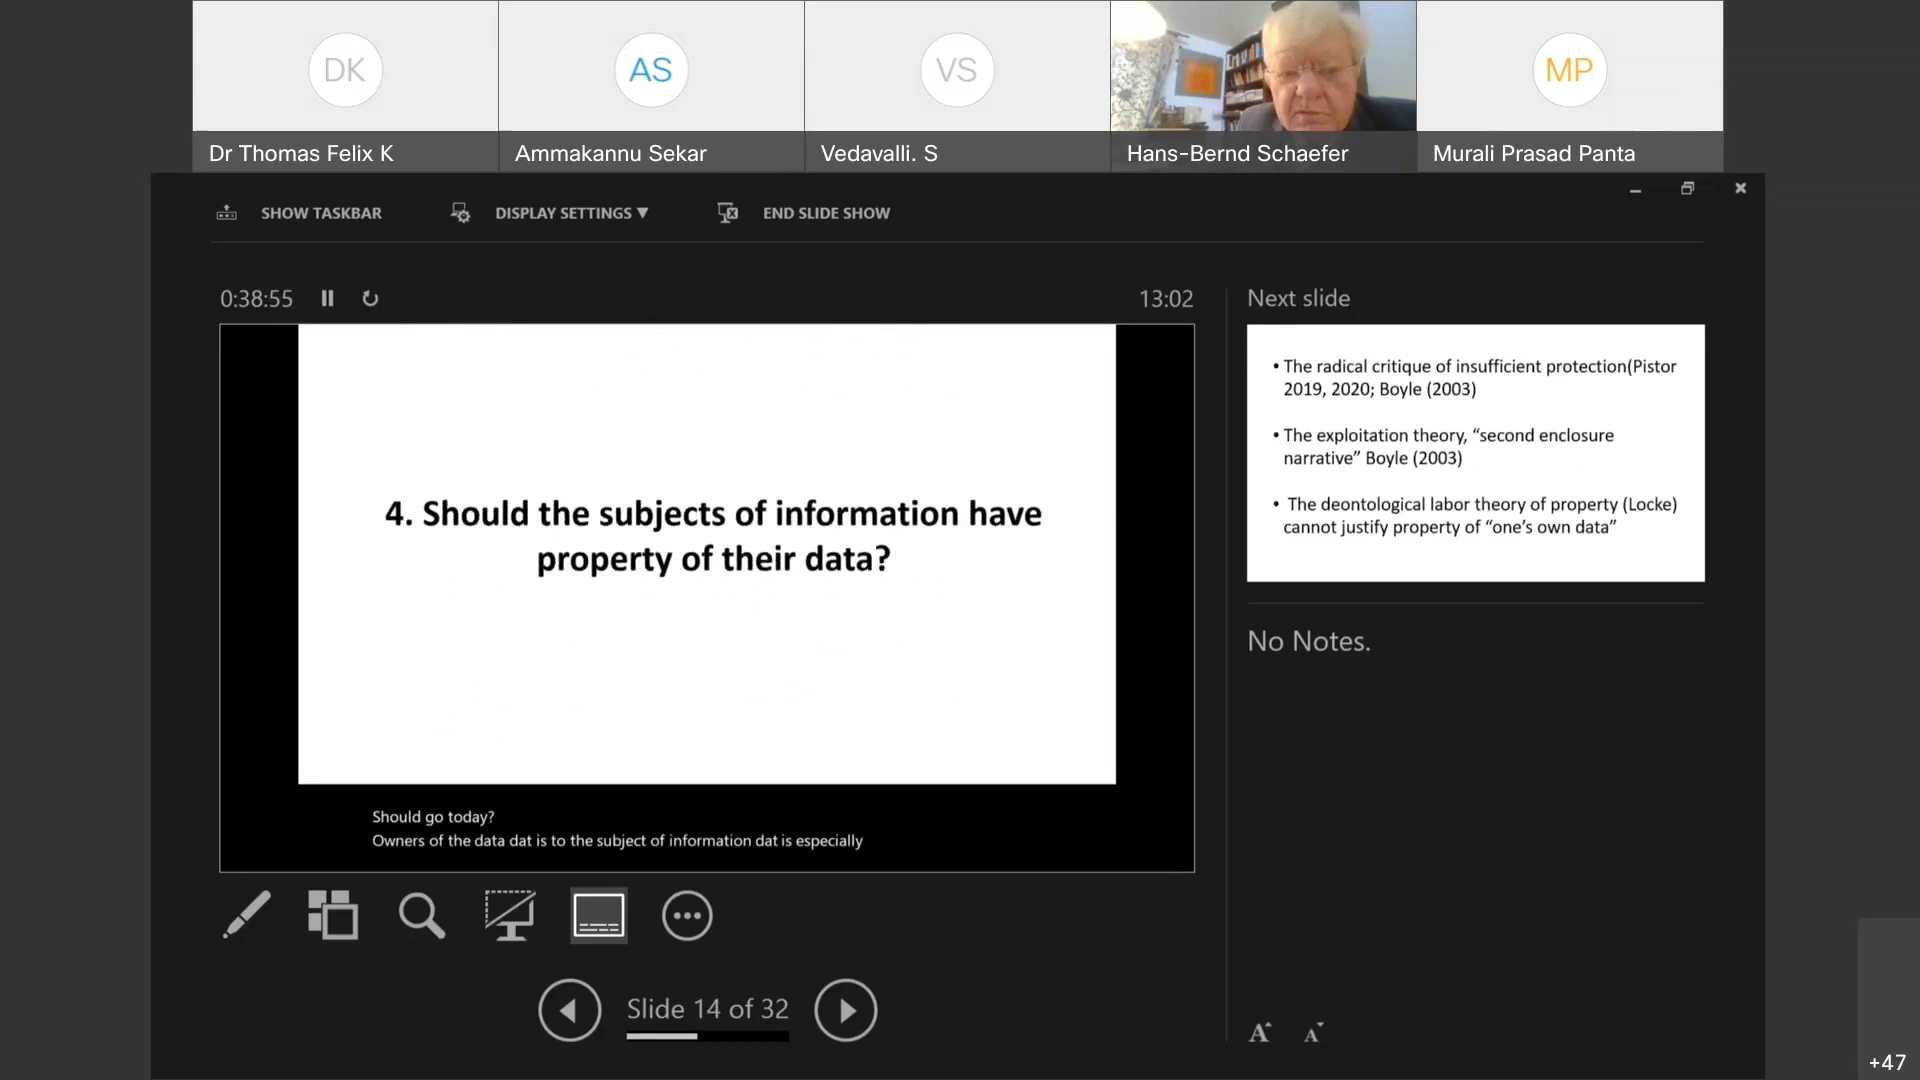 DK
AS
VS
MP
Dr Thomas Felix K
Ammakannu Sekar
Vedavalli. S
Hans-Bernd Schaefer
Murali Prasad Panta
SHOW TASKBAR
DISPLAY SETTINGS ▼
END SLIDE SHOW
0:38:55
13:02
4. Should the subjects of information have
property of their data?
Should go today?
Owners of the data dat is to the subject of information dat is especially
Slide 14 of 32
Next slide
• The radical critique of insufficient protection(Pistor
2019, 2020; Boyle (2003)
• The exploitation theory, “second enclosure
narrative” Boyle (2003)
• The deontological labor theory of property (Locke)
cannot justify property of “one’s own data”
No Notes.
A A
+47